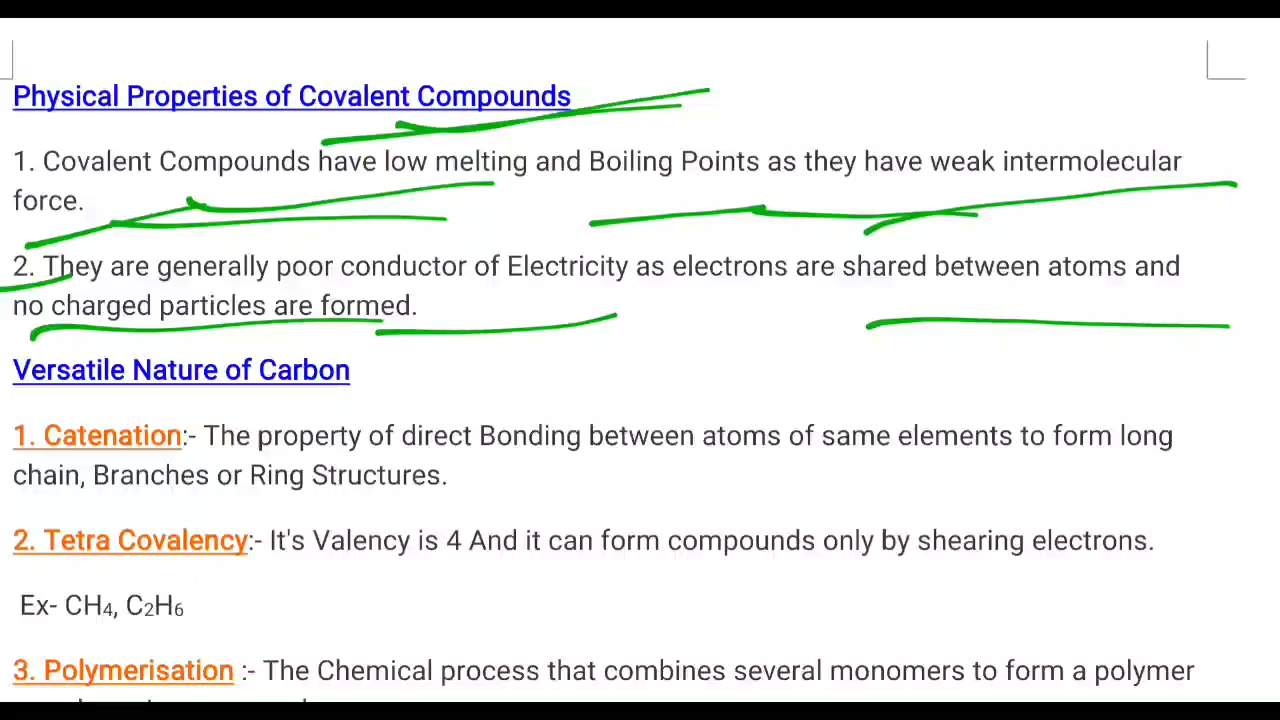 Physical Properties of Covalent Compounds
1. Covalent Compounds have low melting and Boiling Points as they have weak intermolecular
force.
2. They are generally poor conductor of Electricity as electrons are shared between atoms and
no charged particles are formed.
Versatile Nature of Carbon
1. Catenation:- The property of direct Bonding between atoms of same elements to form long
chain, Branches or Ring Structures.
2. Tetra Covalency:- It's Valency is 4 And it can form compounds only by shearing electrons.
Ex- CH4, C2H6
3. Polymerisation :- The Chemical process that combines several monomers to form a polymer